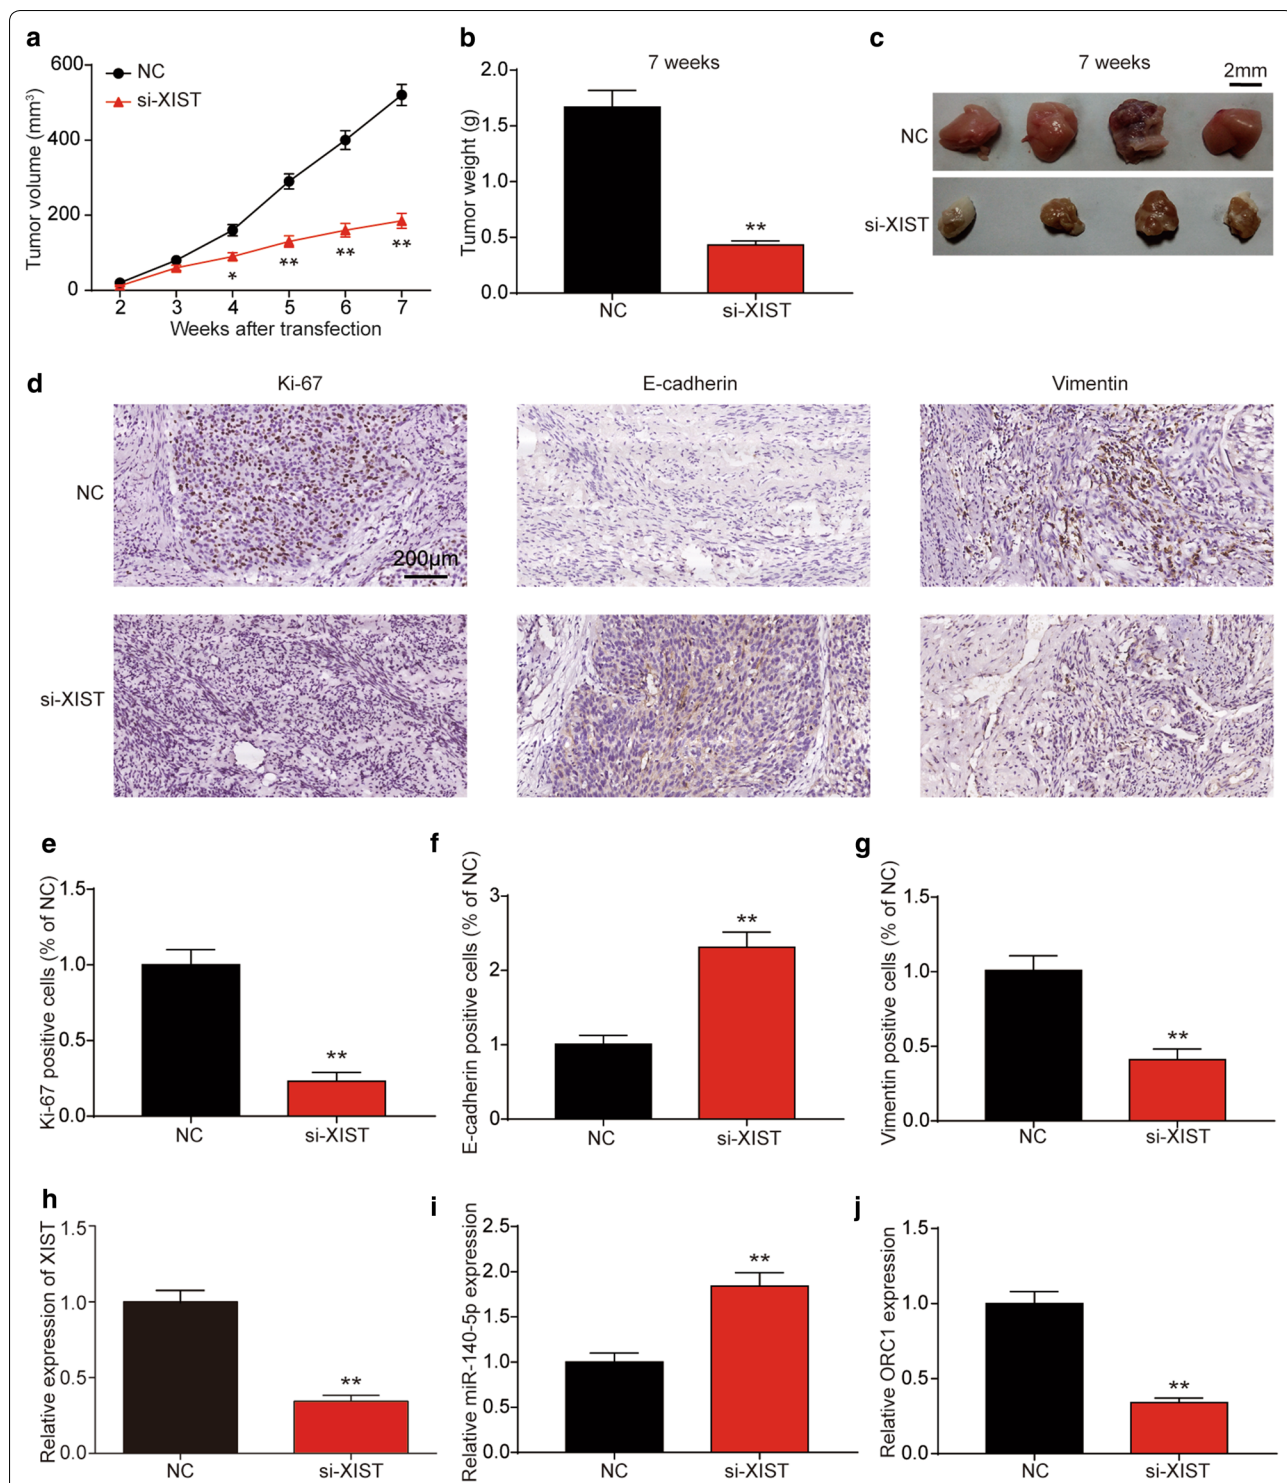 a
Tumor volume (mm³)
600
400
200
0
NC
si-XIST
*
**
**
**
2 3 4 5 6 7
Weeks after transfection
b
7 weeks
Tumor weight (g)
2.0
1.5
1.0
0.5
0.0
**
NC si-XIST
c
7 weeks
2mm
NC
si-XIST
d
Ki-67 E-cadherin Vimentin
NC
200μm
si-XIST
e
Ki-67 positive cells (% of NC)
1.5
1.0
0.5
0.0
**
NC si-XIST
f
E-cadherin positive cells (% of NC)
3
2
1
0
**
NC si-XIST
g
Vimentin positive cells (% of NC)
1.5
1.0
0.5
0.0
**
NC si-XIST
h
Relative expression of XIST
1.5
1.0
0.5
0.0
**
NC si-XIST
i
Relative miR-140-5p expression
2.5
2.0
1.5
1.0
0.5
0.0
**
NC si-XIST
j
Relative ORC1 expression
1.5
1.0
0.5
0.0
**
NC si-XIST